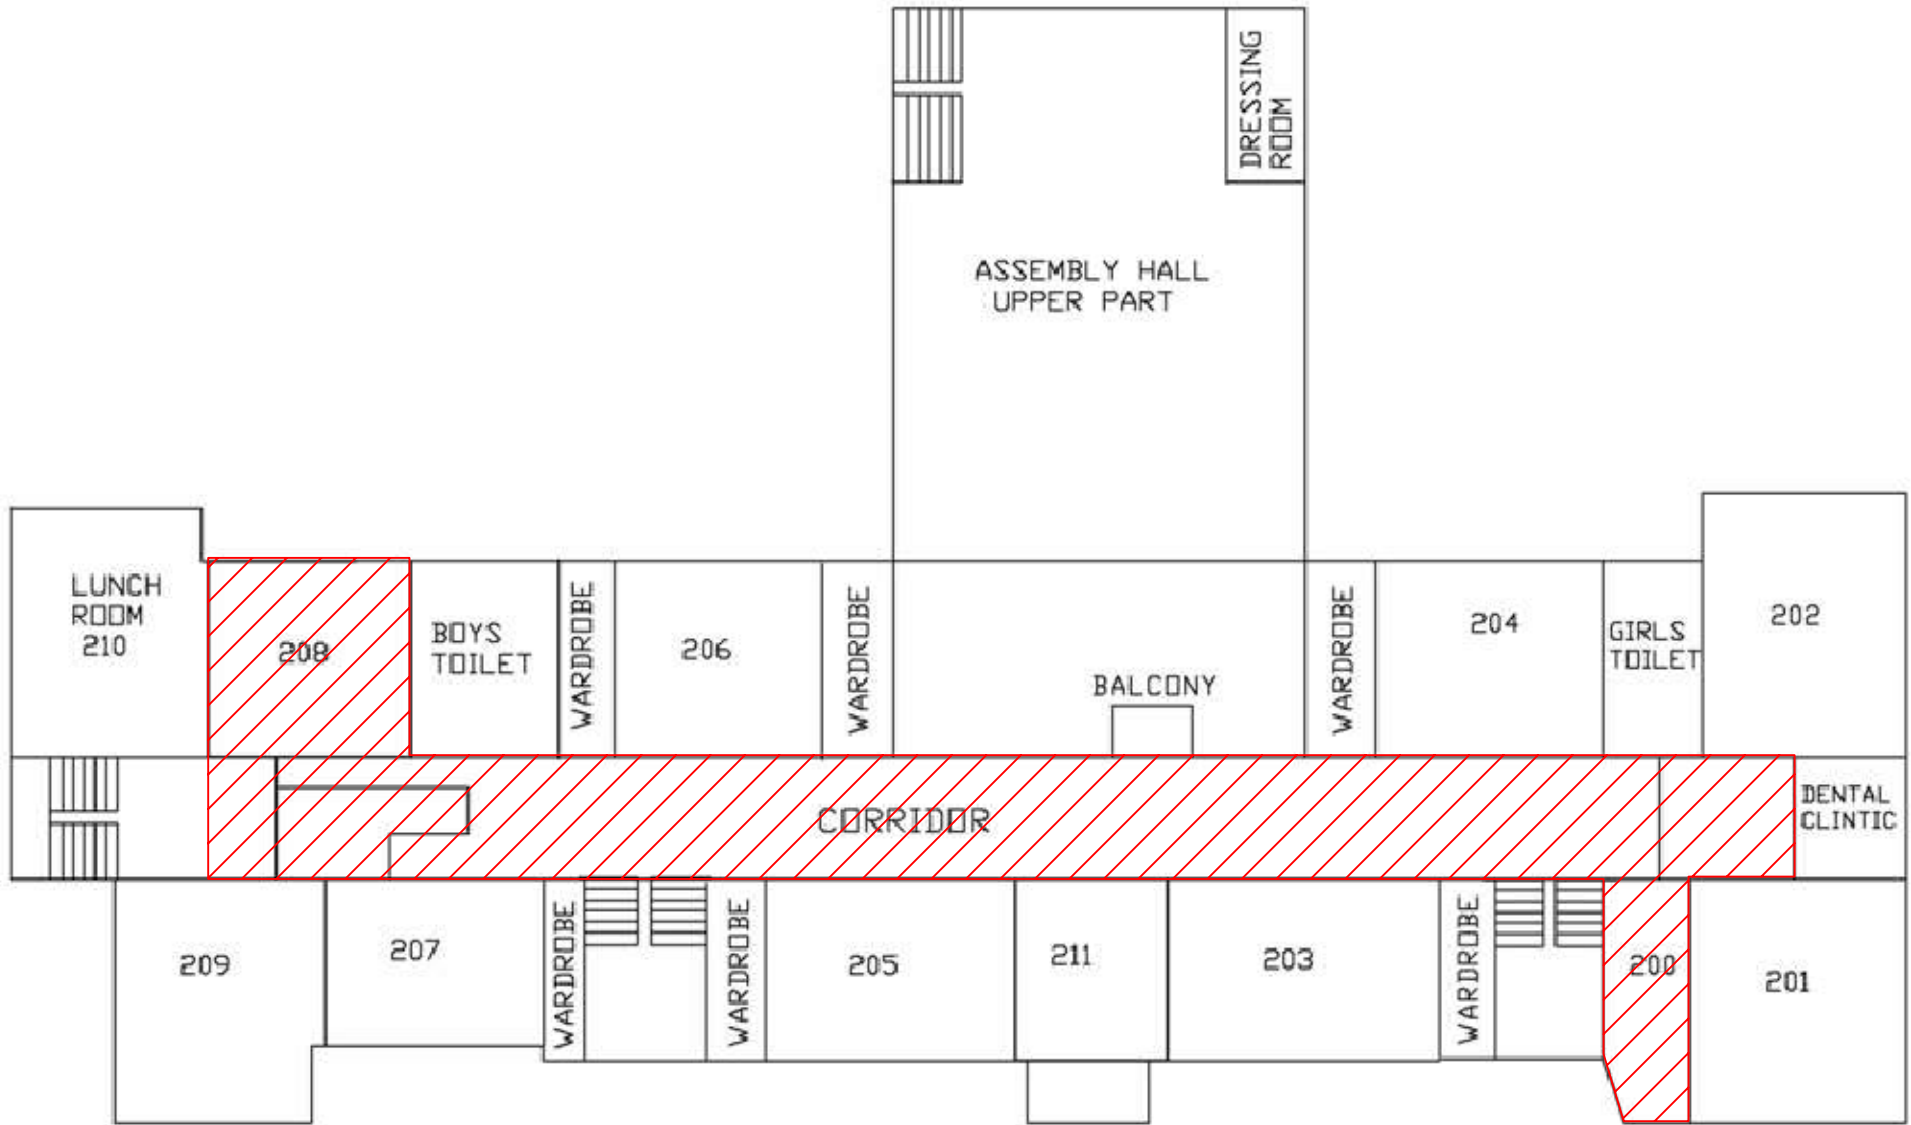 DRESSING
ROOM
ASSEMBLY HALL
UPPER PART
LUNCH
ROOM
210
208
BOYS
TOILET
WARDROBE
206
WARDROBE
BALCONY
WARDROBE
204
GIRLS
TOILET
202
CORRIDOR
DENTAL
CLINTIC
209
207
WARDROBE
WARDROBE
205
211
203
WARDROBE
200
201